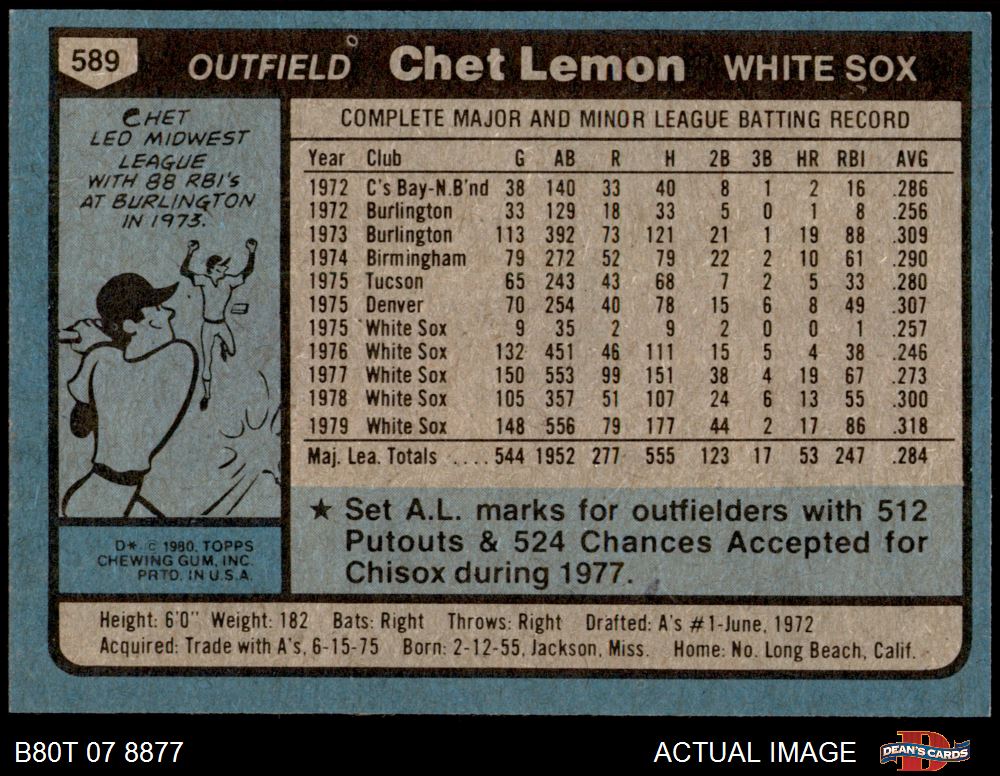 589 OUTFIELD Chet Lemon WHITE SOX
CHET
LED MIDWEST
LEAGUE
WITH 88 RBI'S
AT BURLINGTON
IN 1973.
COMPLETE MAJOR AND MINOR LEAGUE BATTING RECORD
Year Club G AB R H 2B 3B HR RBI AVG
1972 C's Bay-N.B'nd 38 140 33 40 8 1 2 16 .286
1972 Burlington 33 129 18 33 5 0 1 8 .256
1973 Burlington 113 392 73 121 21 1 19 88 .309
1974 Birmingham 79 272 52 79 22 2 10 61 .290
1975 Tucson 65 243 43 68 7 2 5 33 .280
1975 Denver 70 254 40 78 15 6 8 49 .307
1975 White Sox 9 35 2 9 2 0 0 1 .257
1976 White Sox 132 451 46 111 15 5 4 38 .246
1977 White Sox 150 553 99 151 38 4 19 67 .273
1978 White Sox 105 357 51 107 24 6 13 55 .300
1979 White Sox 148 556 79 177 44 2 17 86 .318
Maj. Lea. Totals .... 544 1952 277 555 123 17 53 247 .284
★ Set A.L. marks for outfielders with 512
Putouts & 524 Chances Accepted for
Chisox during 1977.
D* © 1980. TOPPS
CHEWING GUM, INC.
PRTD. IN U.S.A.
Height: 6'0" Weight: 182 Bats: Right Throws: Right Drafted: A's #1-June, 1972
Acquired: Trade with A's, 6-15-75 Born: 2-12-55, Jackson, Miss. Home: No. Long Beach, Calif.
B80T 07 8877 ACTUAL IMAGE DEAN'S CARDS